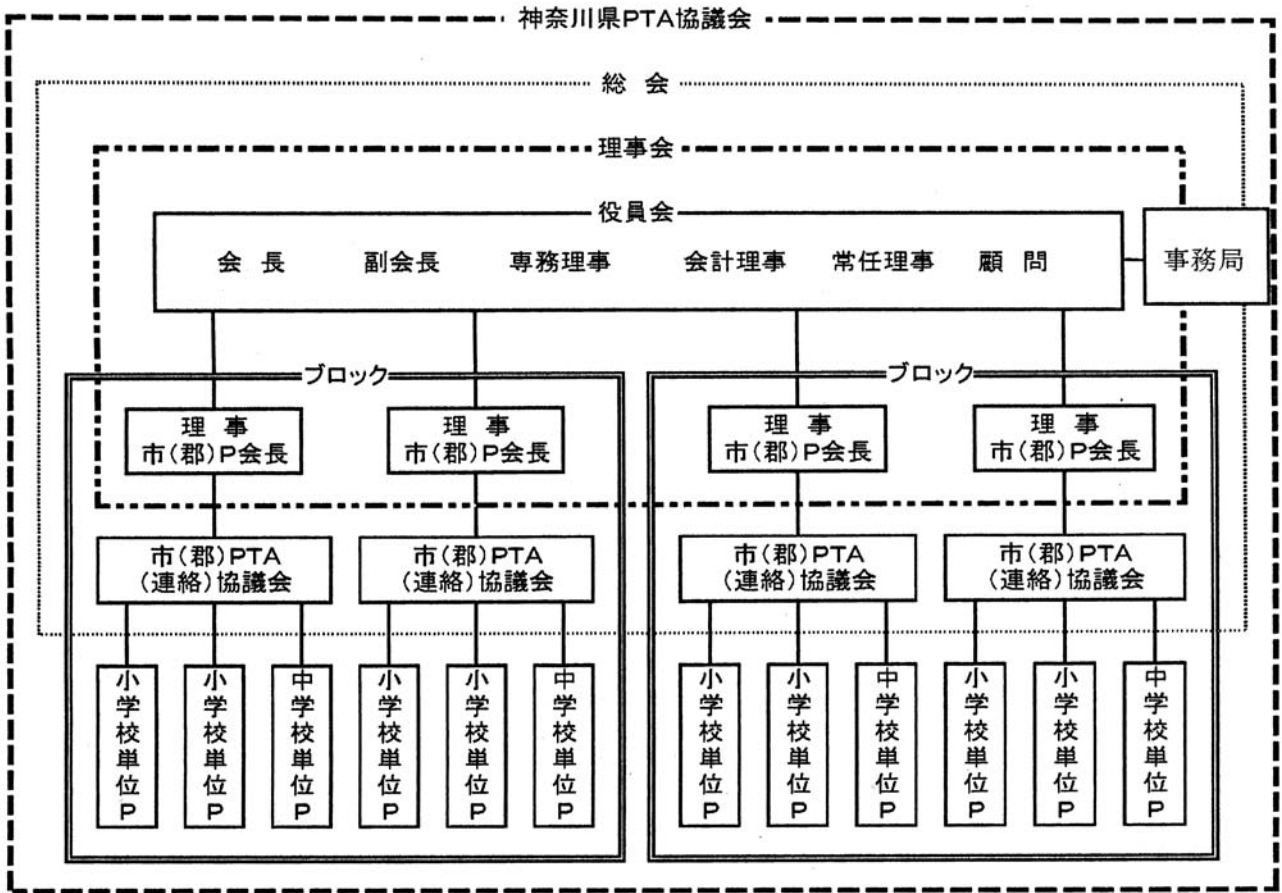 神奈川県PTA協議会
総 会
理事会
役員会
会 長 副会長 専務理事 会計理事 常任理事 顧 問
事務局
ブロック
ブロック
理 事
市(郡)P会長
理 事
市(郡)P会長
理 事
市(郡)P会長
理 事
市(郡)P会長
市(郡)PTA
(連絡)協議会
市(郡)PTA
(連絡)協議会
市(郡)PTA
(連絡)協議会
市(郡)PTA
(連絡)協議会
小学校単位P
小学校単位P
中学校単位P
小学校単位P
小学校単位P
中学校単位P
小学校単位P
小学校単位P
中学校単位P
小学校単位P
小学校単位P
中学校単位P